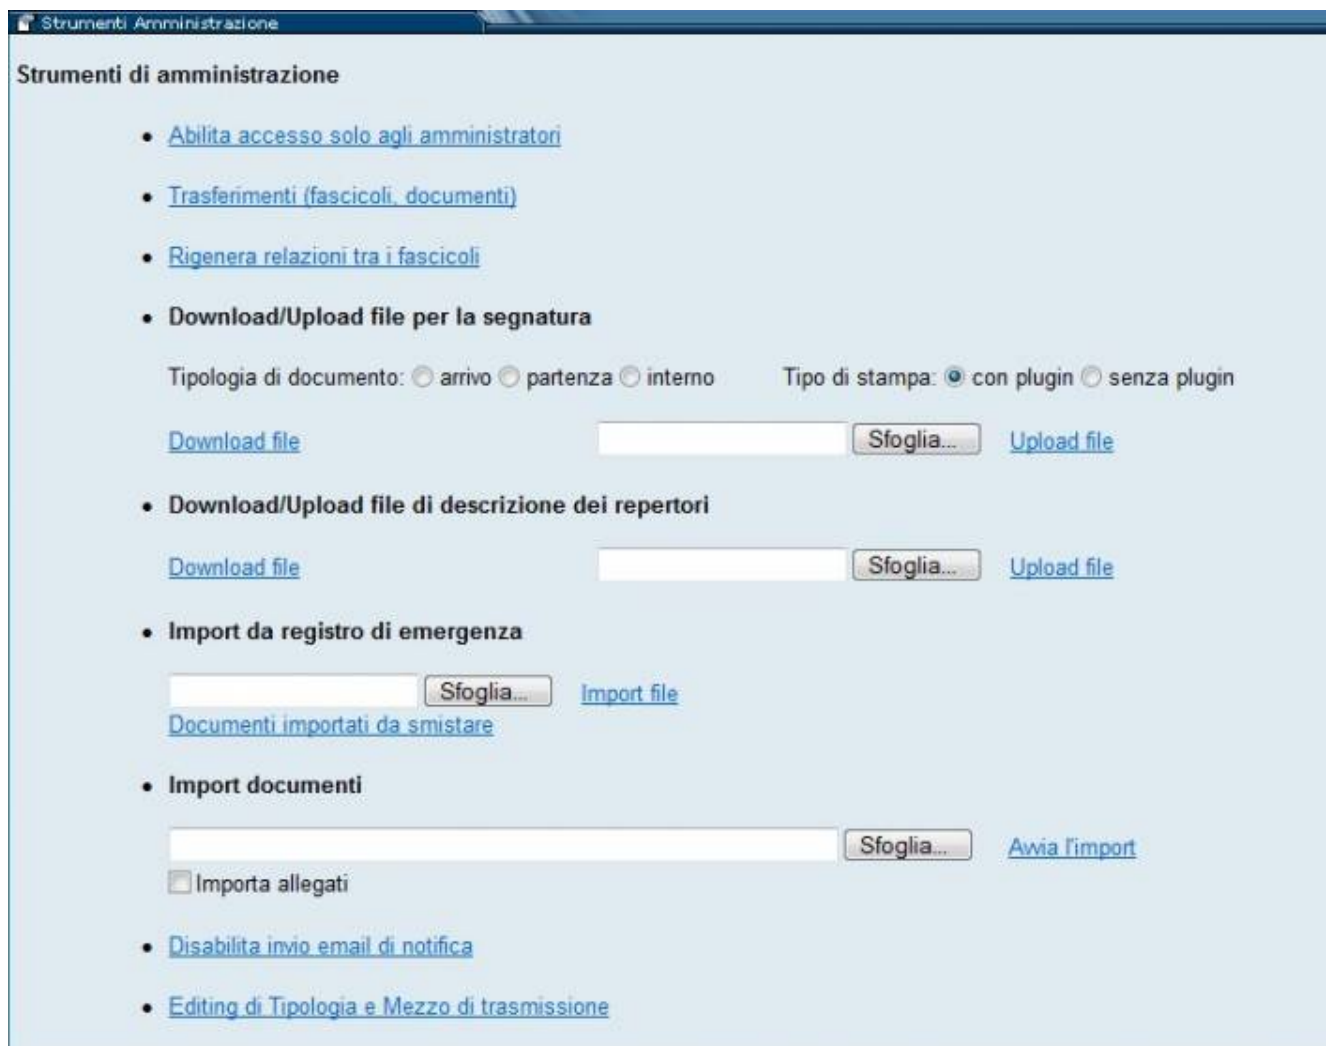 Strumenti Amministrazione
Strumenti di amministrazione
• Abilita accesso solo agli amministratori
• Trasferimenti (fascicoli, documenti)
• Rigenera relazioni tra i fascicoli
• Download/Upload file per la segnatura
Tipologia di documento: arrivo partenza interno Tipo di stampa: con plugin senza plugin
Download file Sfoglia... Upload file
• Download/Upload file di descrizione dei repertori
Download file Sfoglia... Upload file
• Import da registro di emergenza
Sfoglia... Import file
Documenti importati da smistare
• Import documenti
Sfoglia... Avvia l'import
Importa allegati
• Disabilita invio email di notifica
• Editing di Tipologia e Mezzo di trasmissione